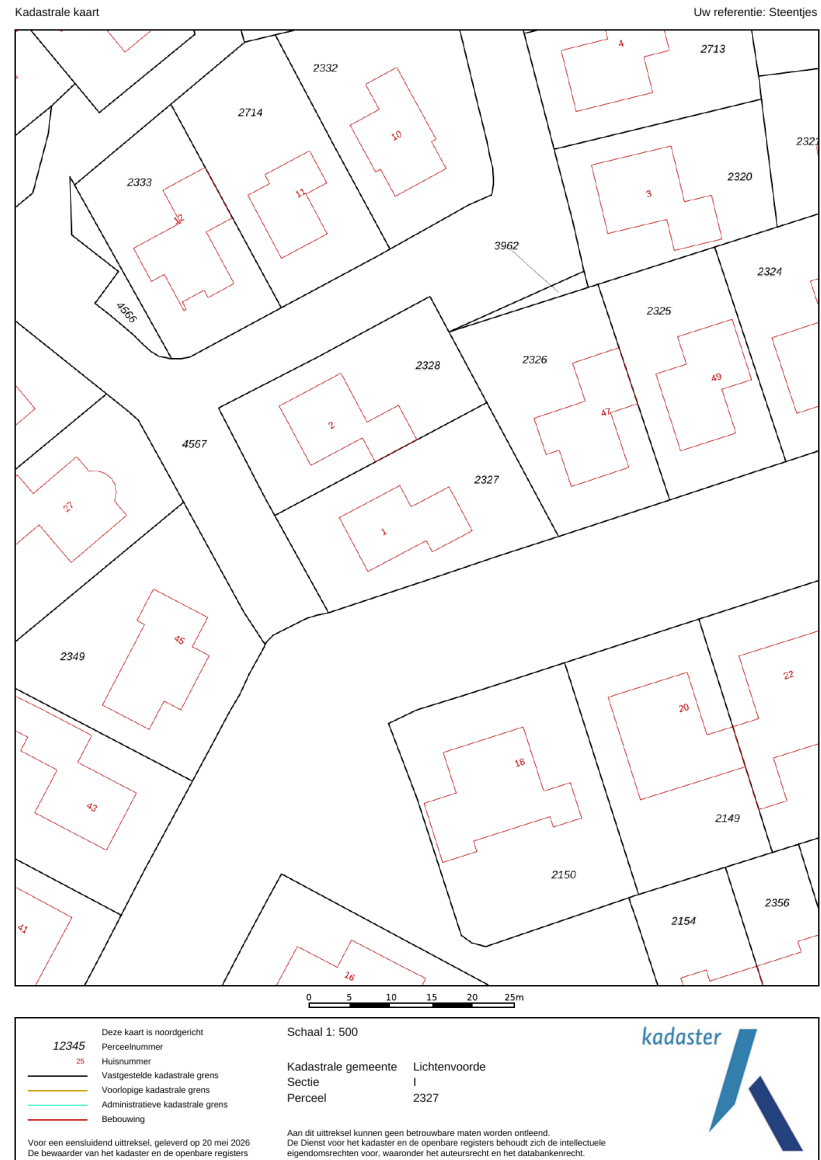 Kadastrale kaart
Uw referentie: Steentjes
4
2713
2332
2714
10
2321
2333
11
12
3
2320
3962
2324
4566
2325
2326
2328
49
47
2
4567
2327
27
1
45
2349
22
20
18
43
2149
2150
2356
2154
41
16
0 5 10 15 20 25m
Deze kaart is noordgericht
12345 Perceelnummer
25 Huisnummer
Vastgestelde kadastrale grens
Voorlopige kadastrale grens
Administratieve kadastrale grens
Bebouwing
Voor een eensluidend uittreksel, geleverd op 20 mei 2026
De bewaarder van het kadaster en de openbare registers
Schaal 1: 500
Kadastrale gemeente Lichtenvoorde
Sectie I
Perceel 2327
Aan dit uittreksel kunnen geen betrouwbare maten worden ontleend.
De Dienst voor het kadaster en de openbare registers behoudt zich de intellectuele
eigendomsrechten voor, waaronder het auteursrecht en het databankenrecht.
kadaster